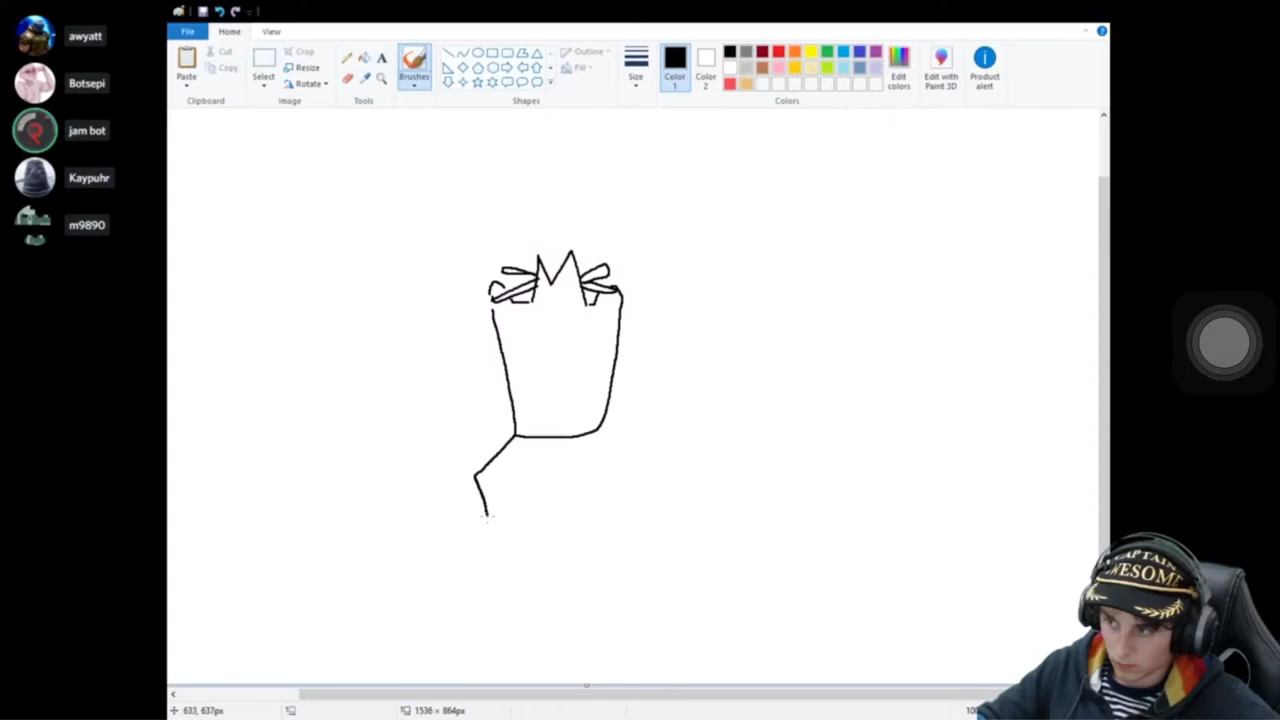 awyatt
Botsepi
jam bot
Kaypuhr
m9890
File
Home
View
Paste
Cut
Copy
Clipboard
Select
Crop
Resize
Rotate
Image
Tools
Brushes
Outline
Fill
Shapes
Size
Color 1
Color 2
Edit colors
Colors
Edit with Paint 3D
Product alert
CAPTAIN
AWESOME
633, 637px
1536 × 864px